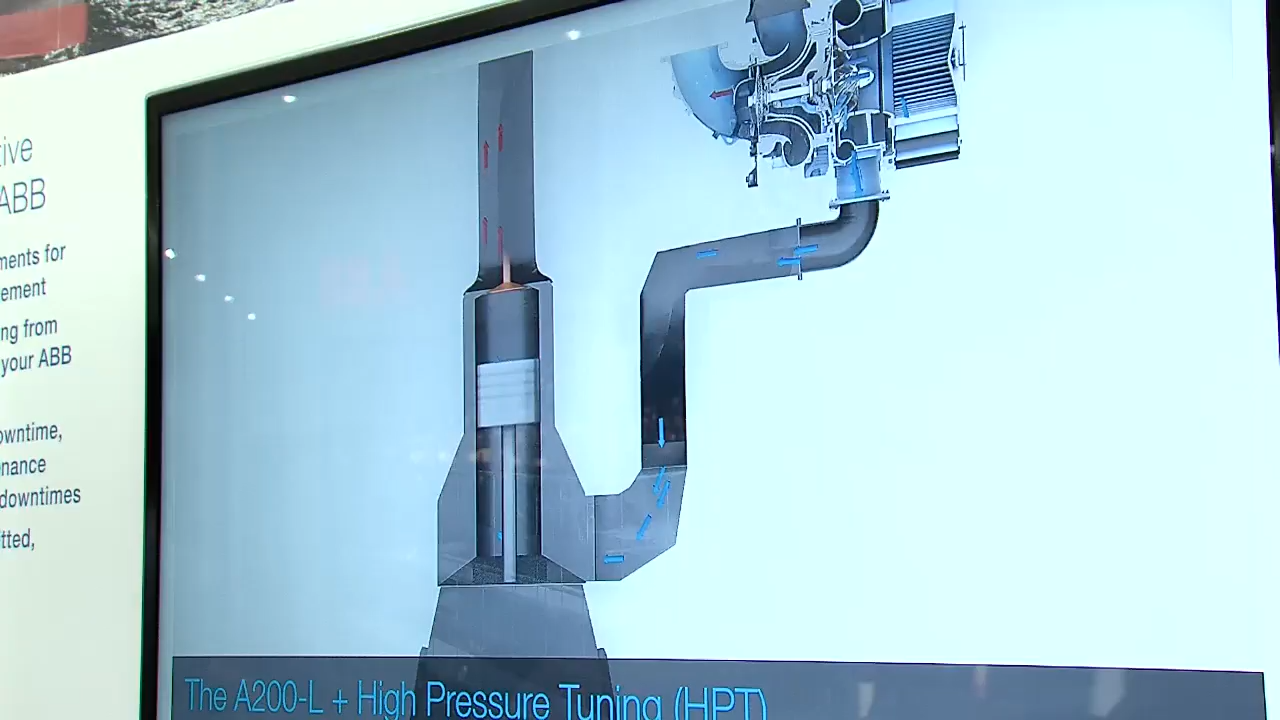 tive
ABB
ments for
ement
ng from
your ABB
owntime,
nance
downtimes
tted,
The A200-L + High Pressure Tuning (HPT)